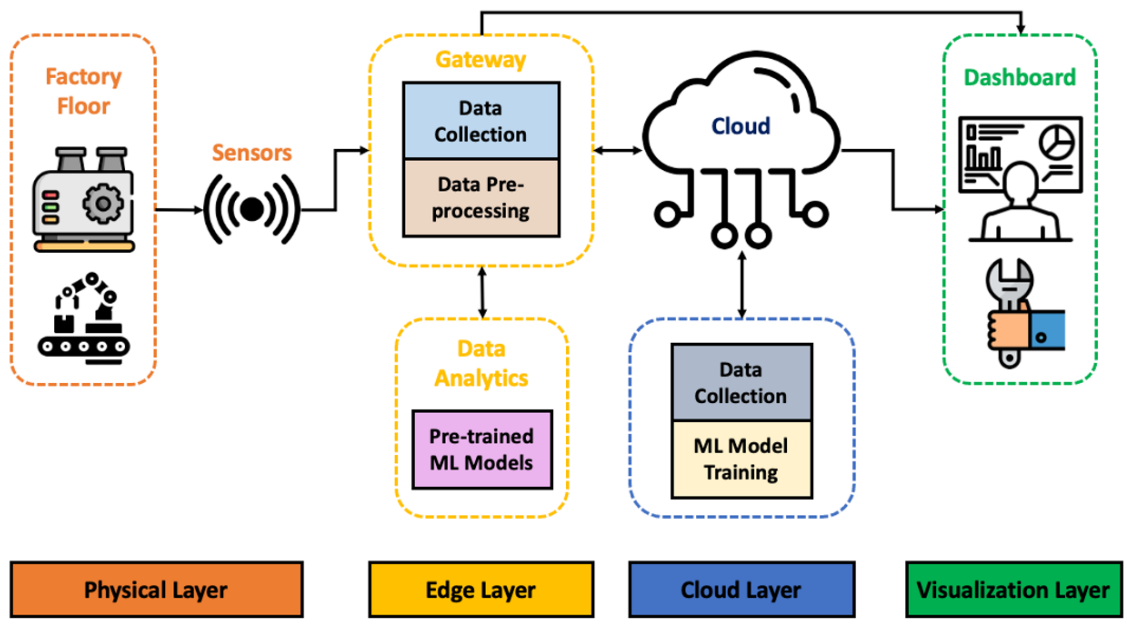 Factory
Floor
Sensors
Gateway
Data
Collection
Data Pre-
processing
Data
Analytics
Pre-trained
ML Models
Cloud
Data
Collection
ML Model
Training
Dashboard
Physical Layer
Edge Layer
Cloud Layer
Visualization Layer